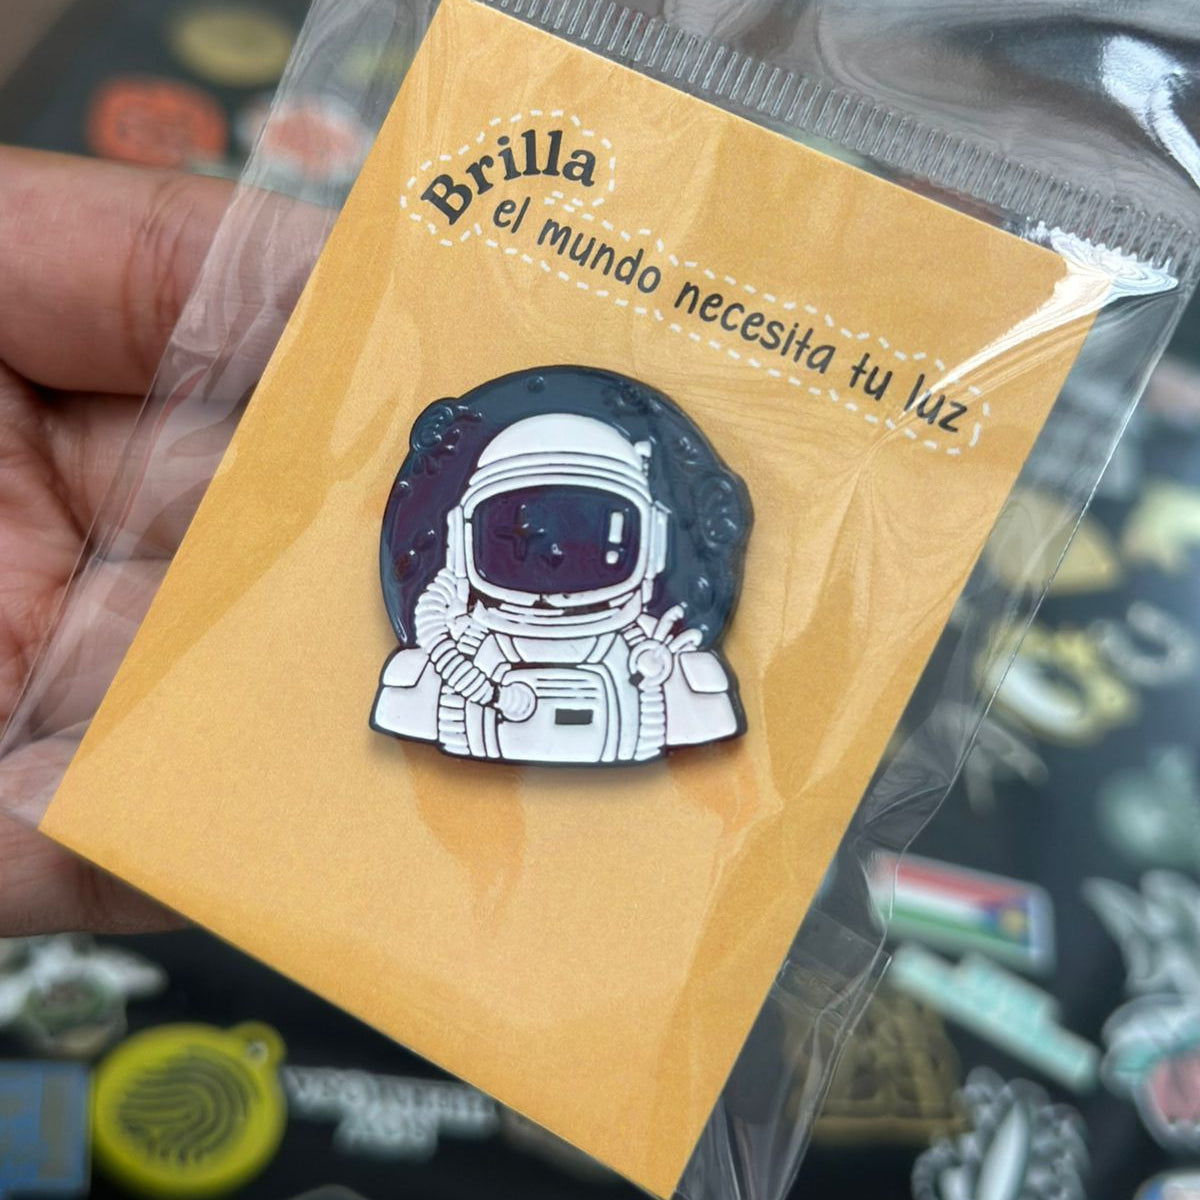 Brilla
el mundo necesita tu luz